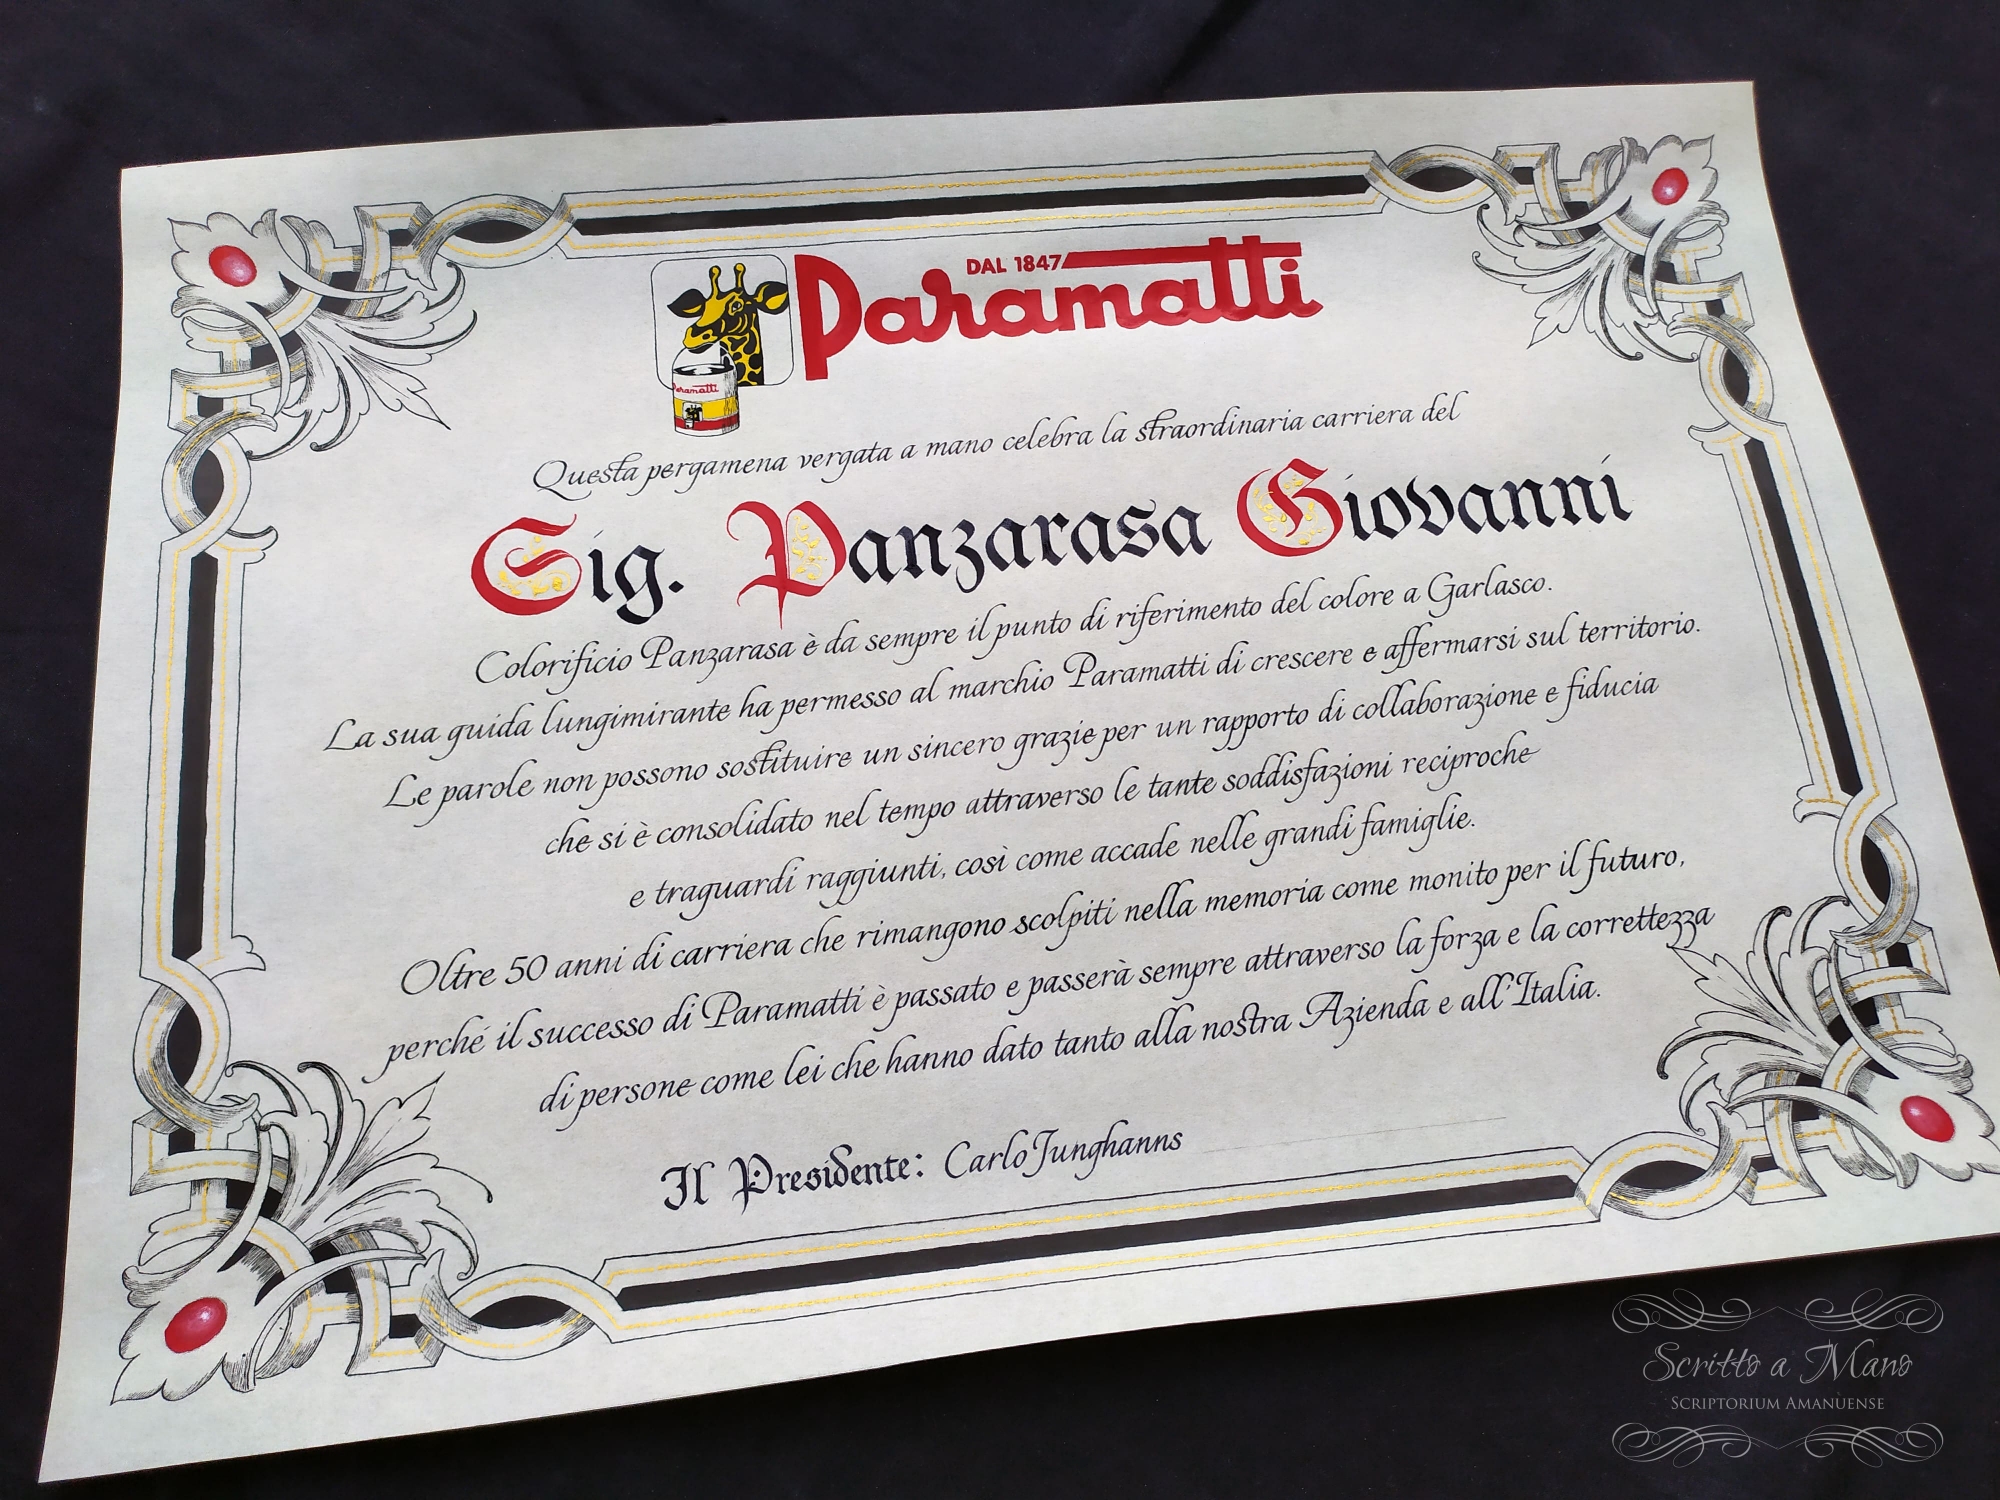 DAL 1847
Paramatti
Paramatti
Questa pergamena vergata a mano celebra la straordinaria carriera del
Sig. Panzarasa Giovanni
Colorificio Panzarasa è da sempre il punto di riferimento del colore a Garlasco.
La sua guida lungimirante ha permesso al marchio Paramatti di crescere e affermarsi sul territorio.
Le parole non possono sostituire un sincero grazie per un rapporto di collaborazione e fiducia
che si è consolidato nel tempo attraverso le tante soddisfazioni reciproche
e traguardi raggiunti, così come accade nelle grandi famiglie.
Oltre 50 anni di carriera che rimangono scolpiti nella memoria come monito per il futuro,
perché il successo di Paramatti è passato e passerà sempre attraverso la forza e la correttezza
di persone come lei che hanno dato tanto alla nostra Azienda e all'Italia.
Il Presidente: Carlo Junghanns
Scritto a Mano
SCRIPTORIUM AMANUENSE